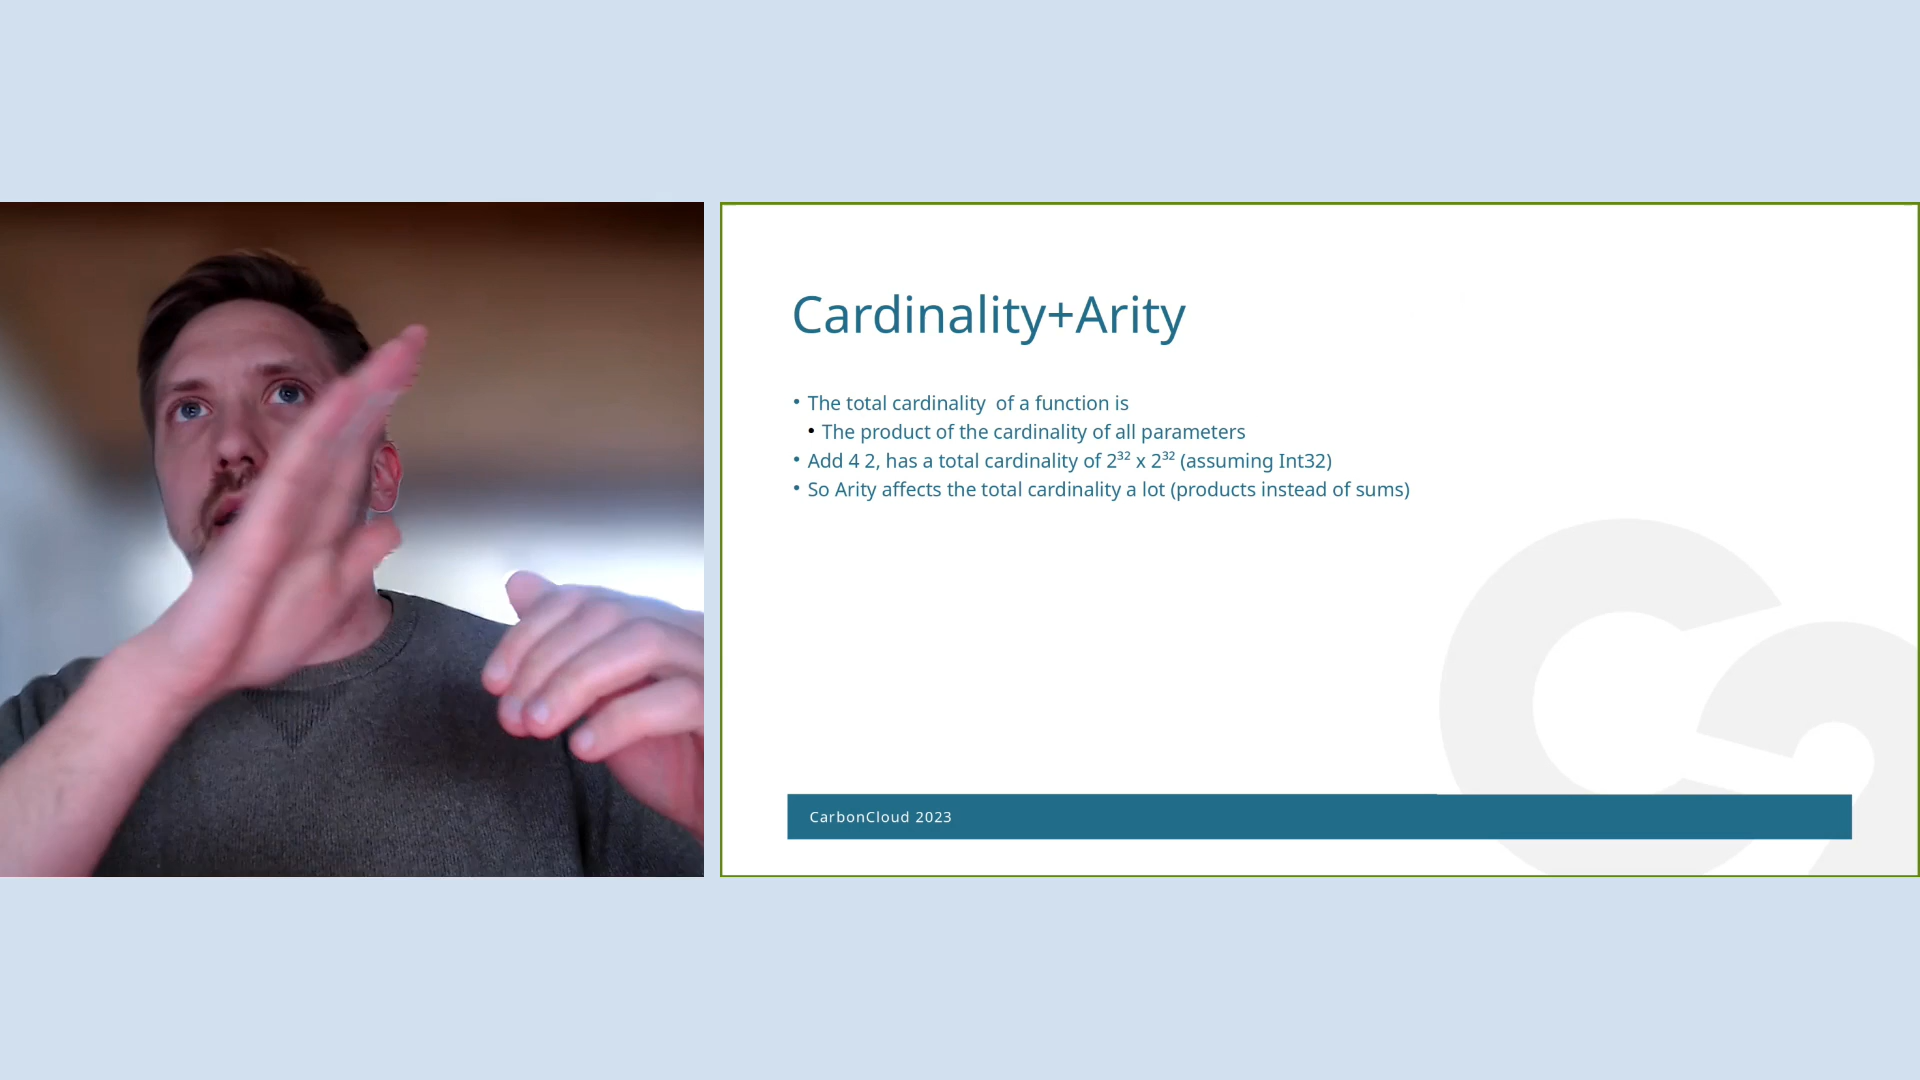 Cardinality+Arity
• The total cardinality of a function is
• The product of the cardinality of all parameters
• Add 4 2, has a total cardinality of 2³² x 2³² (assuming Int32)
• So Arity affects the total cardinality a lot (products instead of sums)
CarbonCloud 2023